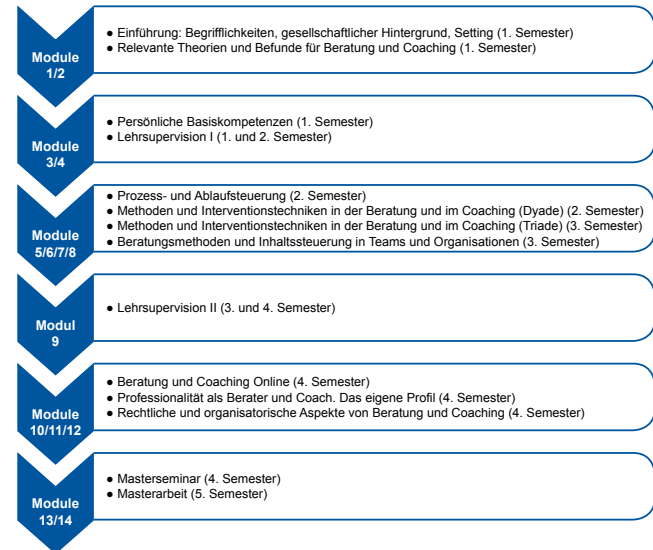 Module
1/2
● Einführung: Begrifflichkeiten, gesellschaftlicher Hintergrund, Setting (1. Semester)
● Relevante Theorien und Befunde für Beratung und Coaching (1. Semester)
Module
3/4
● Persönliche Basiskompetenzen (1. Semester)
● Lehrsupervision I (1. und 2. Semester)
Module
5/6/7/8
● Prozess- und Ablaufsteuerung (2. Semester)
● Methoden und Interventionstechniken in der Beratung und im Coaching (Dyade) (2. Semester)
● Methoden und Interventionstechniken in der Beratung und im Coaching (Triade) (3. Semester)
● Beratungsmethoden und Inhaltssteuerung in Teams und Organisationen (3. Semester)
Modul
9
● Lehrsupervision II (3. und 4. Semester)
Module
10/11/12
● Beratung und Coaching Online (4. Semester)
● Professionalität als Berater und Coach. Das eigene Profil (4. Semester)
● Rechtliche und organisatorische Aspekte von Beratung und Coaching (4. Semester)
Module
13/14
● Masterseminar (4. Semester)
● Masterarbeit (5. Semester)